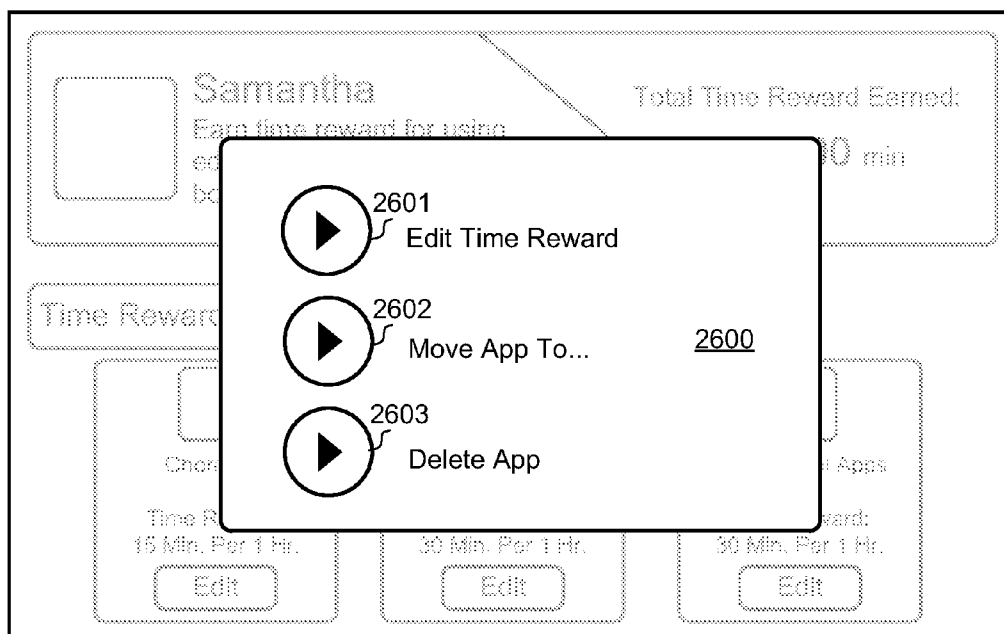 Samantha
Earn time reward for using
Total Time Reward Earned:
min
2601
Edit Time Reward
2602
Move App To...
2600
2603
Delete App
Time
Apps
Time
15 Min. Per 1 Hr.
30 Min. Per 1 Hr.
30 Min. Per 1 Hr.
Edit
Edit
Edit